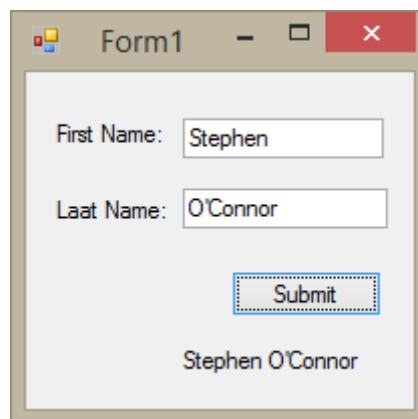 Form1
First Name: Stephen
Laat Name: O'Connor
Submit
Stephen O'Connor